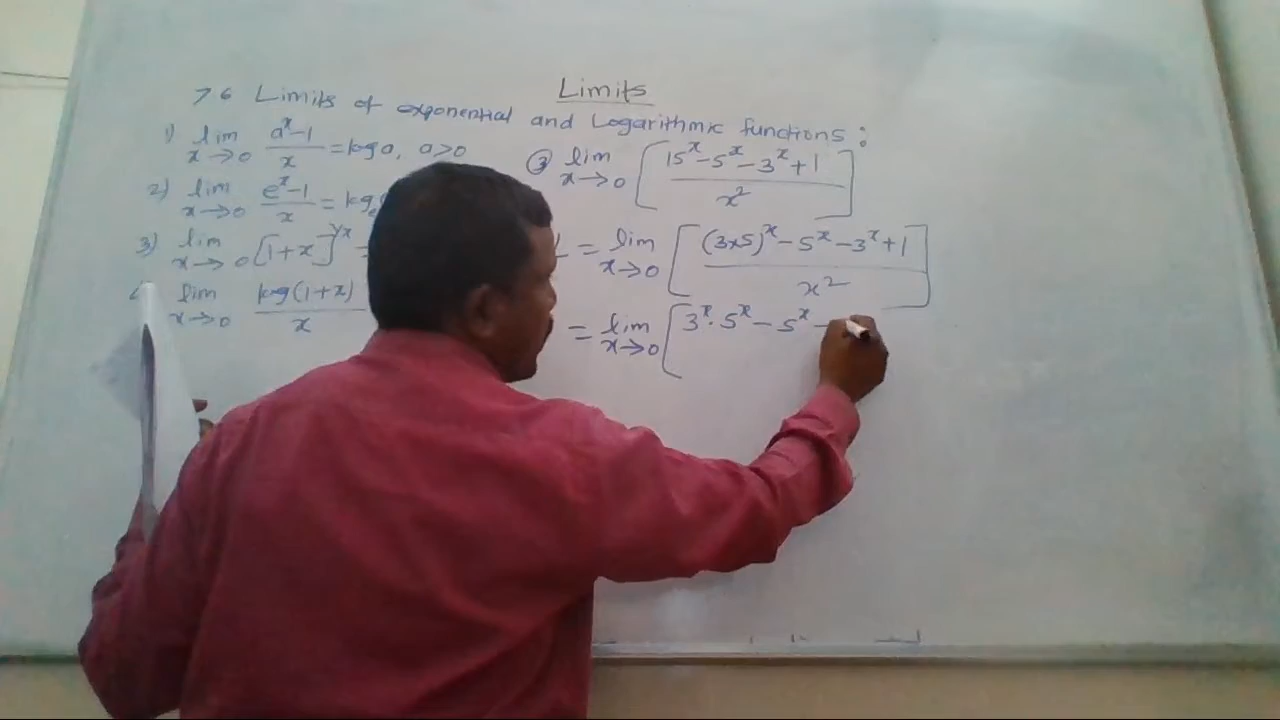 Limits
7.6 Limits of exponential and Logarithmic functions:
1) lim x→0 (a^x-1)/x = log a, a>0
2) lim x→0 (e^x-1)/x = log e
3) lim x→0 [1+x]^1/x =
lim x→0 log(1+x)/x
③ lim x→0 [(15^x-5^x-3^x+1)/x^2]
= lim x→0 [((3x5)^x-5^x-3^x+1)/x^2]
= lim x→0 [3^x·5^x-5^x-